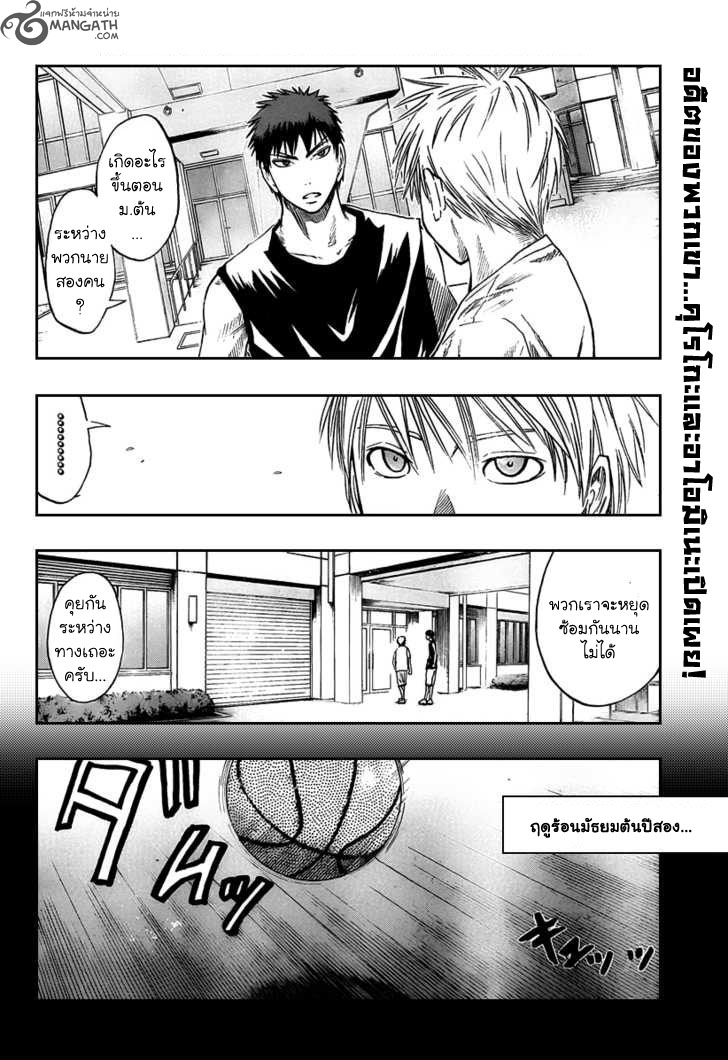 แจกฟรีห้ามจำหน่าย
MANGATH
.COM
อดีตของพวกเขา...คุโรโกะและอาโอมิเนะเปิดเผย!
เกิดอะไร
ขึ้นตอน
ม.ต้น
...
ระหว่าง
พวกนาย
สองคน
?
.........
พวกเราจะหยุด
ซ้อมกันนาน
ไม่ได้
คุยกัน
ระหว่าง
ทางเถอะ
ครับ...
ฤดูร้อนมัธยมต้นปีสอง...